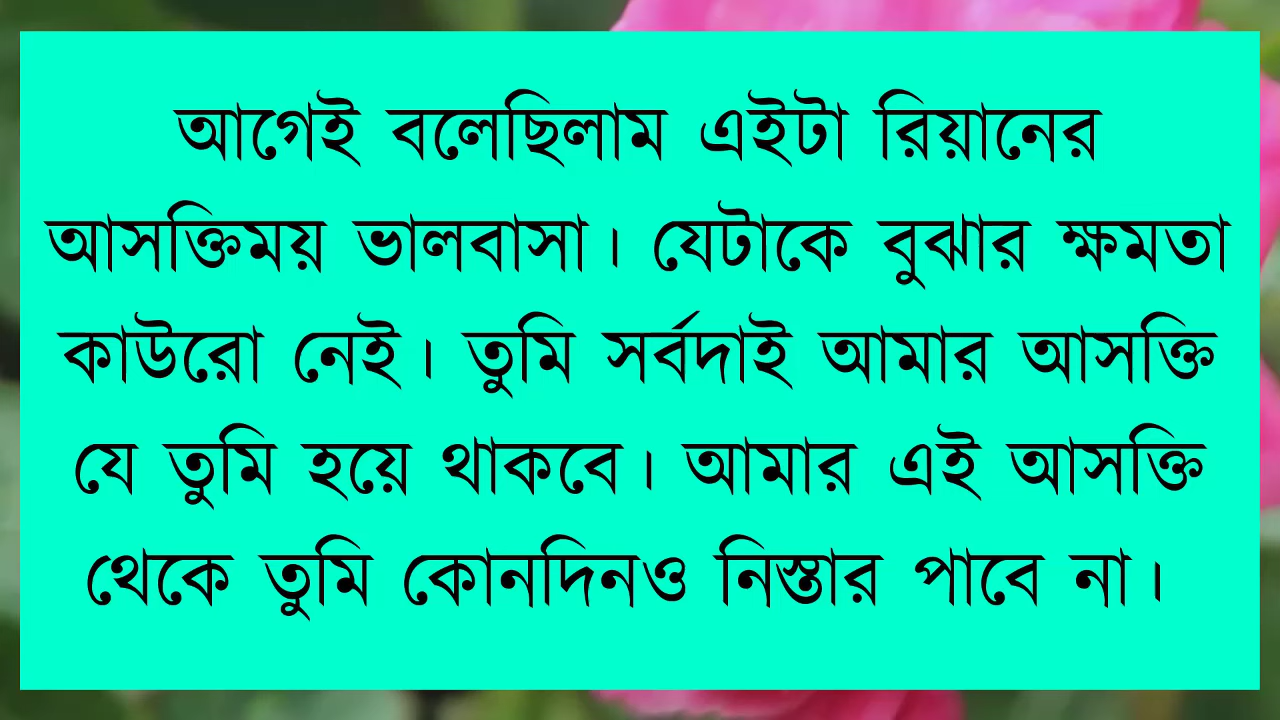 আগেই বলেছিলাম এইটা রিয়ানের
আসক্তিময় ভালবাসা। যেটাকে বুঝার ক্ষমতা
কাউরো নেই। তুমি সর্বদাই আমার আসক্তি
যে তুমি হয়ে থাকবে। আমার এই আসক্তি
থেকে তুমি কোনদিনও নিস্তার পাবে না।